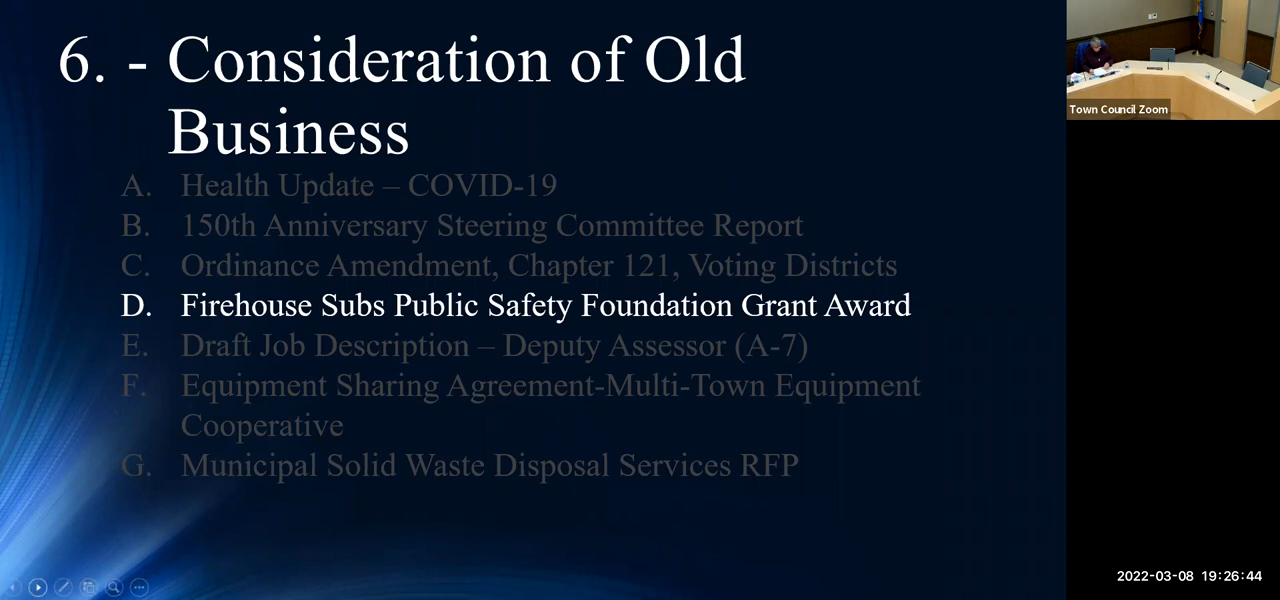 6. - Consideration of Old
Business
A. Health Update – COVID-19
B. 150th Anniversary Steering Committee Report
C. Ordinance Amendment, Chapter 121, Voting Districts
D. Firehouse Subs Public Safety Foundation Grant Award
E. Draft Job Description – Deputy Assessor (A-7)
F. Equipment Sharing Agreement-Multi-Town Equipment
Cooperative
G. Municipal Solid Waste Disposal Services RFP
Town Council Zoom
2022-03-08 19:26:44